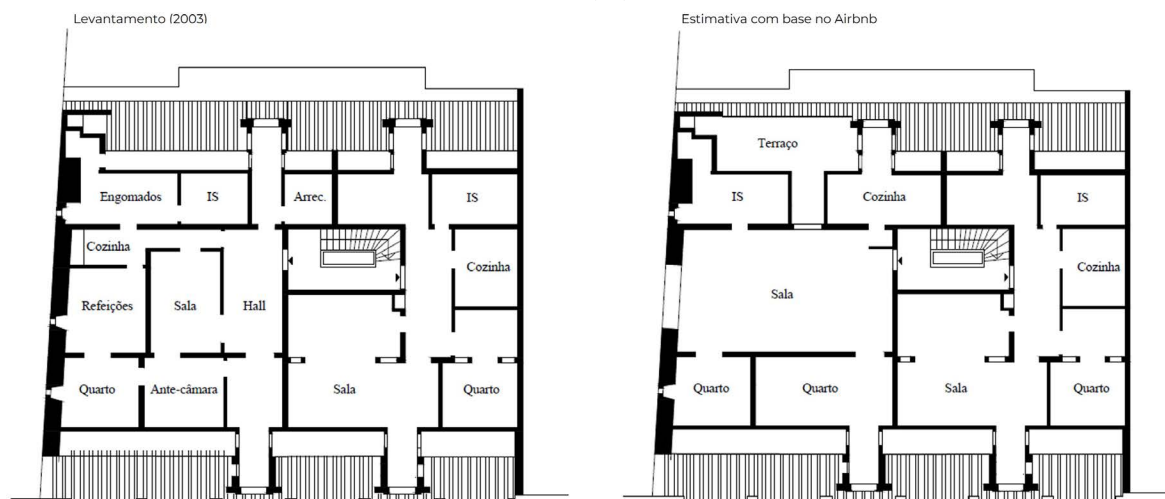 Levantamento (2003)
Engomados
IS
Arrec.
IS
Cozinha
Cozinha
Refeições
Sala
Hall
Quarto
Ante-câmara
Sala
Quarto
Estimativa com base no Airbnb
Terraço
IS
Cozinha
IS
Cozinha
Sala
Quarto
Quarto
Sala
Quarto